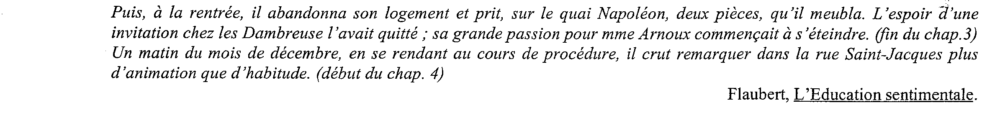 Puis, à la rentrée, il abandonna son logement et prit, sur le quai Napoléon, deux pièces, qu'il meubla. L'espoir d'une
invitation chez les Dambreuse l'avait quitté ; sa grande passion pour mme Arnoux commençait à s'éteindre. (fin du chap.3)
Un matin du mois de décembre, en se rendant au cours de procédure, il crut remarquer dans la rue Saint-Jacques plus
d'animation que d'habitude. (début du chap. 4)
Flaubert, L'Education sentimentale.